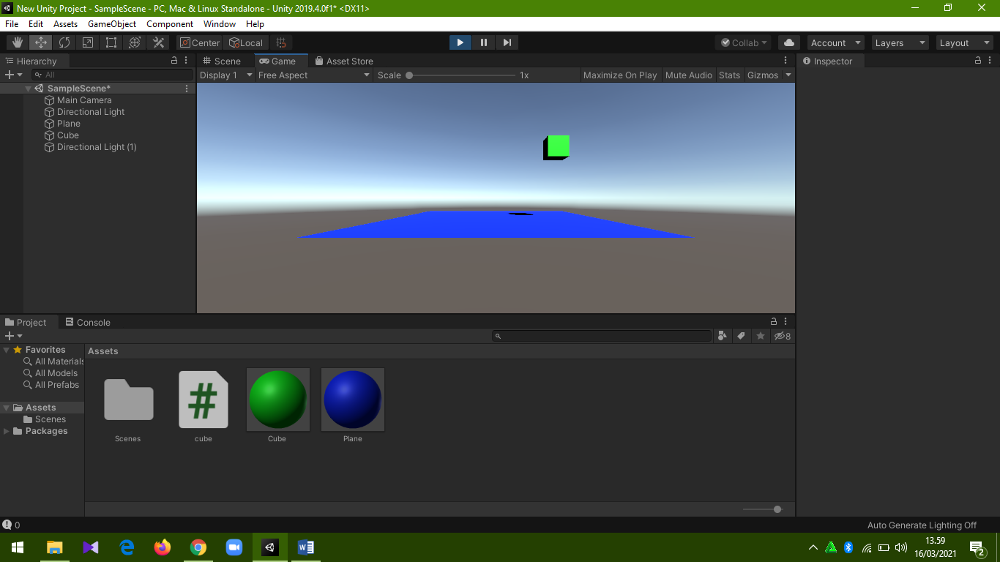 New Unity Project - SampleScene - PC, Mac & Linux Standalone - Unity 2019.4.0f1* <DX11>
File Edit Assets GameObject Component Window Help
Center Local Collab Account Layers Layout
Hierarchy Scene Game Asset Store Inspector
All Display 1 Free Aspect Scale 1x Maximize On Play Mute Audio Stats Gizmos
SampleScene*
Main Camera
Directional Light
Plane
Cube
Directional Light (1)
Project Console
8
Favorites
All Materials
All Models
All Prefabs
Assets
Scenes
Packages
Assets
Scenes cube Cube Plane
0 Auto Generate Lighting Off
13.59
16/03/2021
2